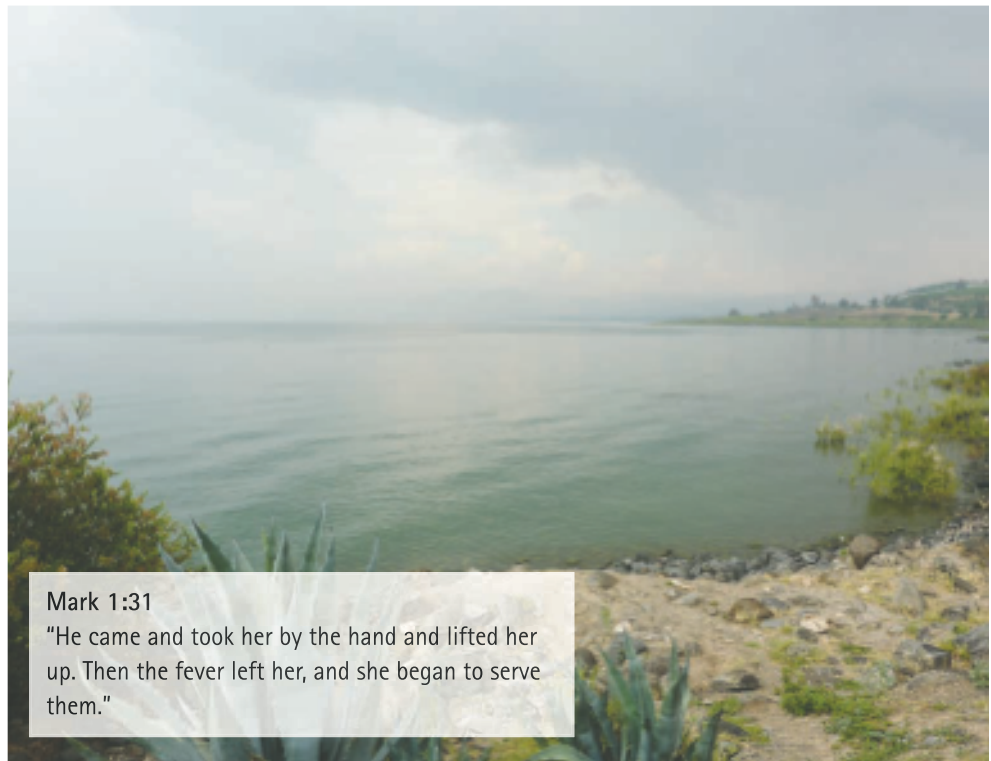 Mark 1:31
“He came and took her by the hand and lifted her
up. Then the fever left her, and she began to serve
them.”